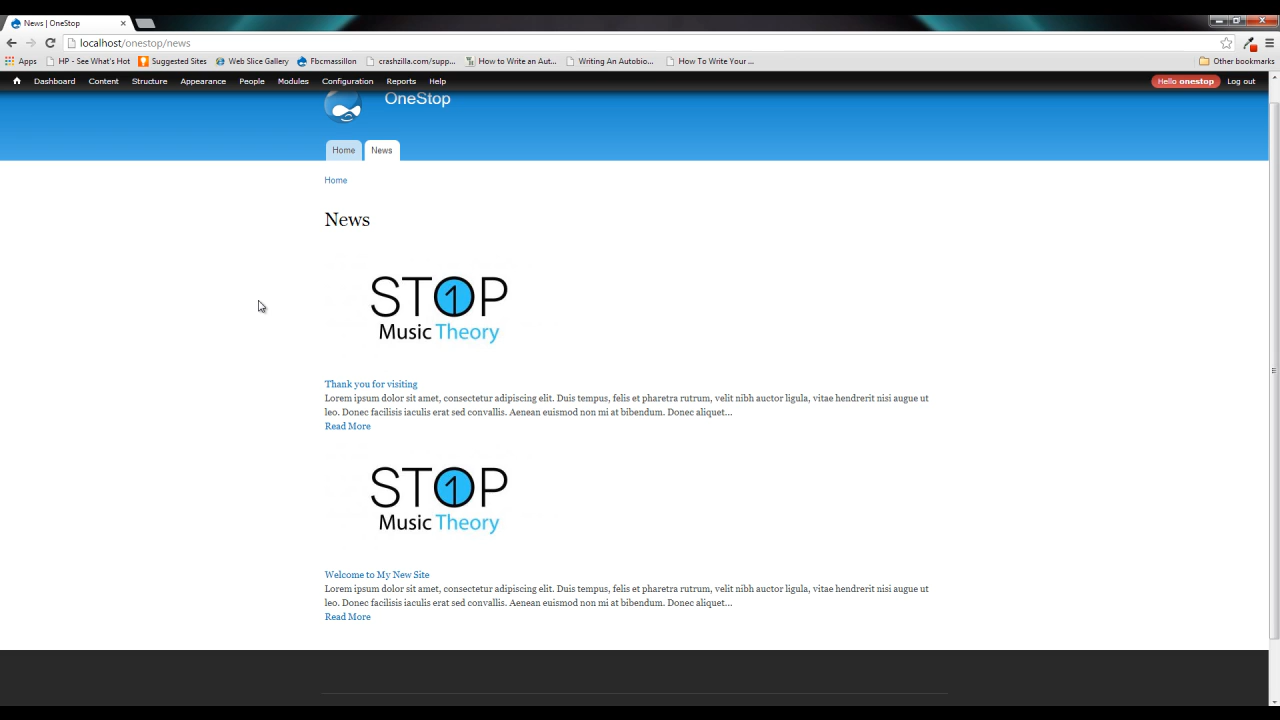 News | OneStop
localhost/onestop/news
Apps HP - See What's Hot Suggested Sites Web Slice Gallery Fbcmassillon crashzilla.com/supp... How to Write an Aut... Writing An Autobio... How To Write Your ... Other bookmarks
Dashboard Content Structure Appearance People Modules Configuration Reports Help Hello onestop Log out
OneStop
Home News
Home
News
ST1P
Music Theory
Thank you for visiting
Lorem ipsum dolor sit amet, consectetur adipiscing elit. Duis tempus, felis et pharetra rutrum, velit nibh auctor ligula, vitae hendrerit nisi augue ut
leo. Donec facilisis iaculis erat sed convallis. Aenean euismod non mi at bibendum. Donec aliquet...
Read More
ST1P
Music Theory
Welcome to My New Site
Lorem ipsum dolor sit amet, consectetur adipiscing elit. Duis tempus, felis et pharetra rutrum, velit nibh auctor ligula, vitae hendrerit nisi augue ut
leo. Donec facilisis iaculis erat sed convallis. Aenean euismod non mi at bibendum. Donec aliquet...
Read More